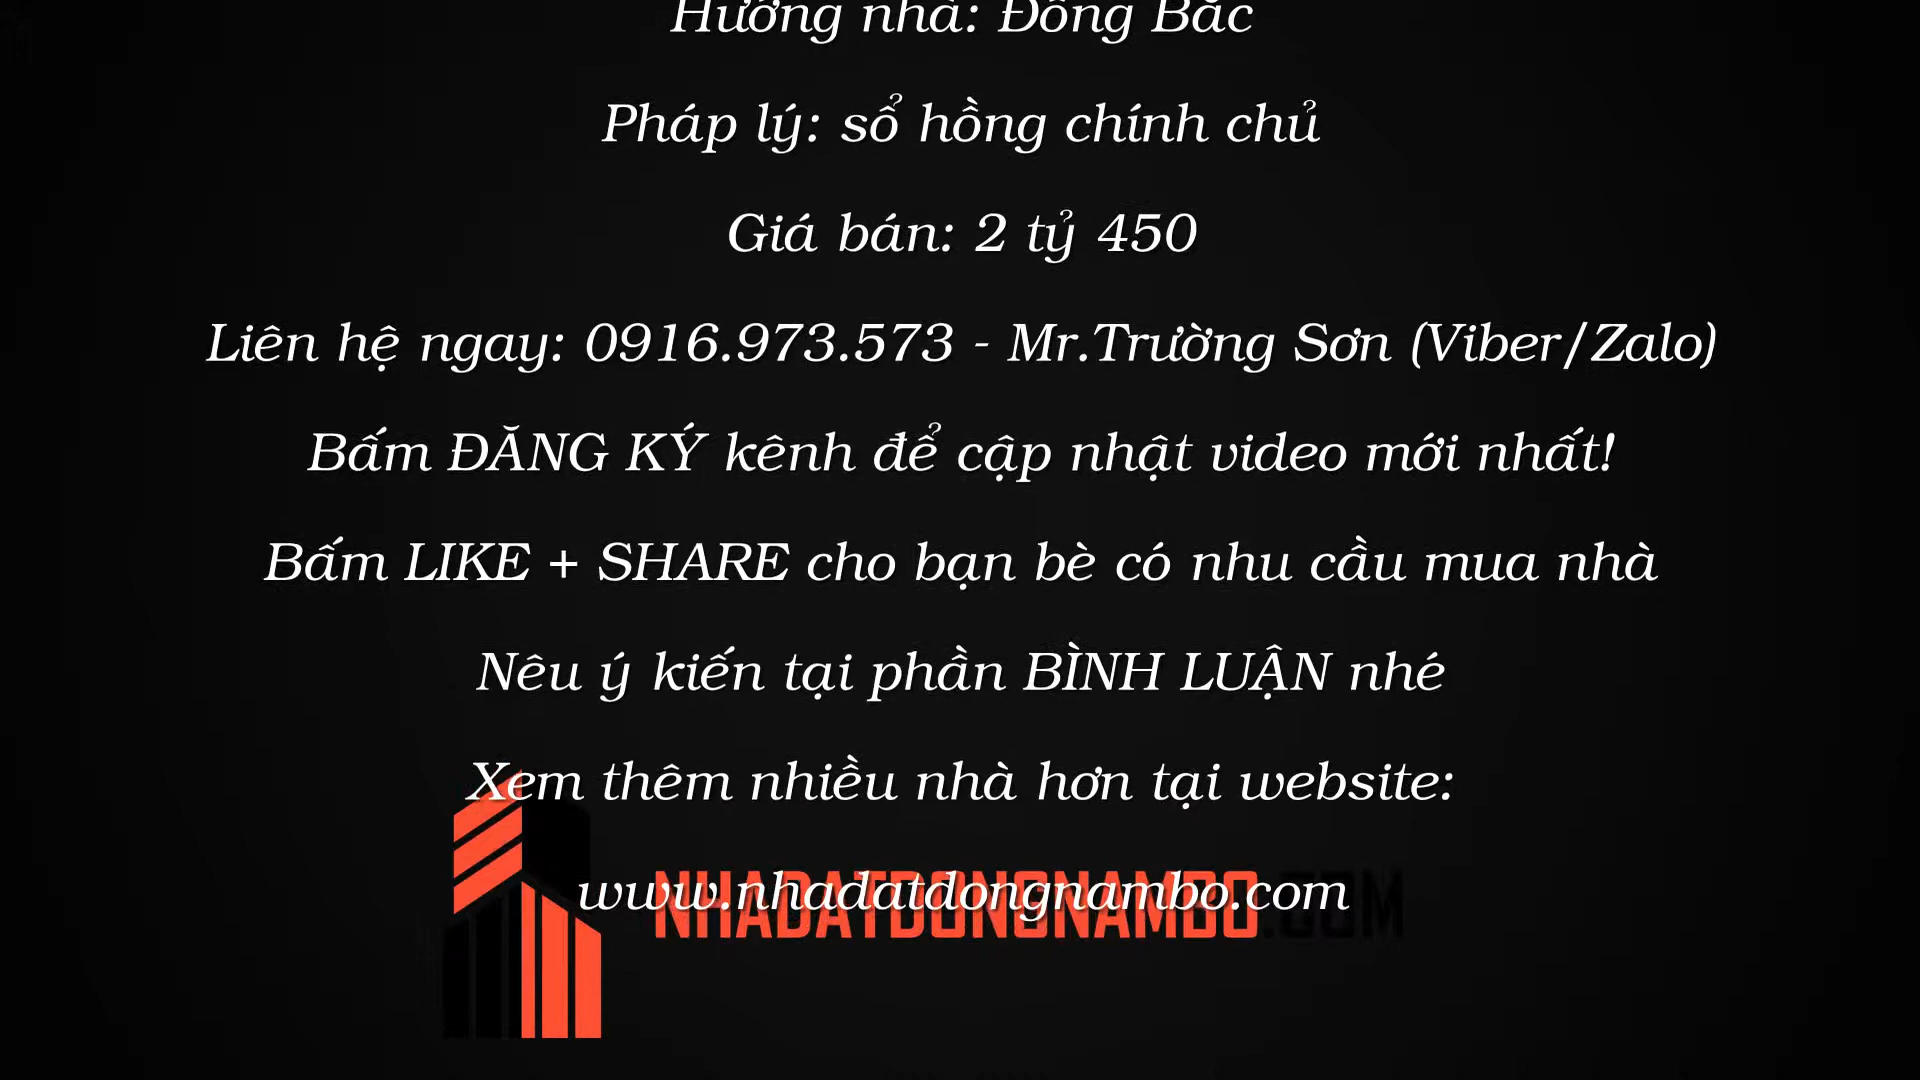 Hướng nhà: Đông Bắc
Pháp lý: sổ hồng chính chủ
Giá bán: 2 tỷ 450
Liên hệ ngay: 0916.973.573 - Mr.Trường Sơn (Viber/Zalo)
Bấm ĐĂNG KÝ kênh để cập nhật video mới nhất!
Bấm LIKE + SHARE cho bạn bè có nhu cầu mua nhà
Nêu ý kiến tại phần BÌNH LUẬN nhé
Xem thêm nhiều nhà hơn tại website:
www.nhadatdongnambo.com
NHADATDONGNAMBO.COM